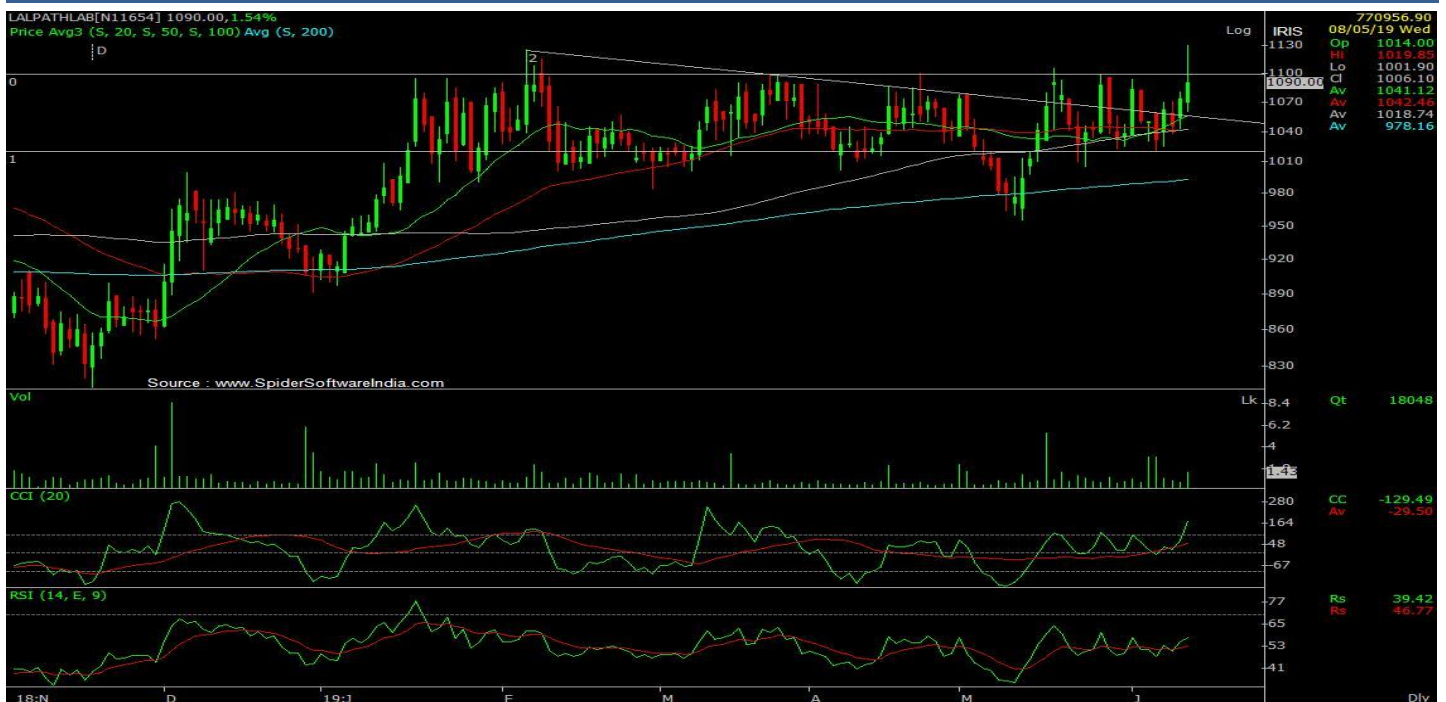 LALPATHLAB[N11654] 1090.00,1.54%
Price Avg3 (S, 20, S, 50, S, 100) Avg (S, 200)
D
Log
IRIS
770956.90
08/05/19 Wed
Op 1014.00
Hi 1019.85
Lo 1001.90
Cl 1006.10
Av 1041.12
Av 1042.46
Av 1018.74
Av 978.16
0
1
2
1130
1100
1090.00
1070
1040
1010
980
950
920
890
860
830
Source : www.SpiderSoftwareIndia.com
Vol
Lk
8.4
6.2
4
1.43
Qt 18048
CCI (20)
280
164
48
-67
CC -129.49
Av -29.50
RSI (14, E, 9)
77
65
53
41
Rs 39.42
Rs 46.77
18:N D 19:J F M A M J Dly